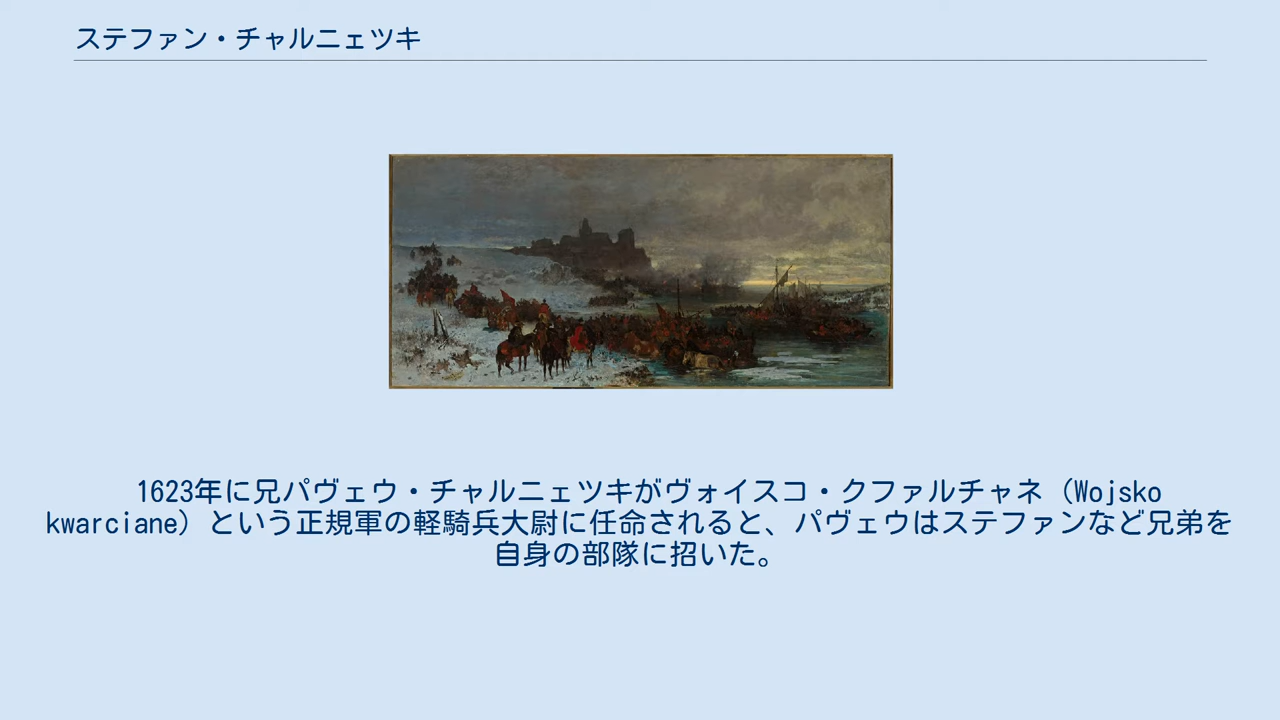 ステファン・チャルニェツキ
1623年に兄パヴェウ・チャルニェツキがヴォイスコ・クファルチャネ（Wojsko
kwarciane）という正規軍の軽騎兵大尉に任命されると、パヴェウはステファンなど兄弟を
自身の部隊に招いた。